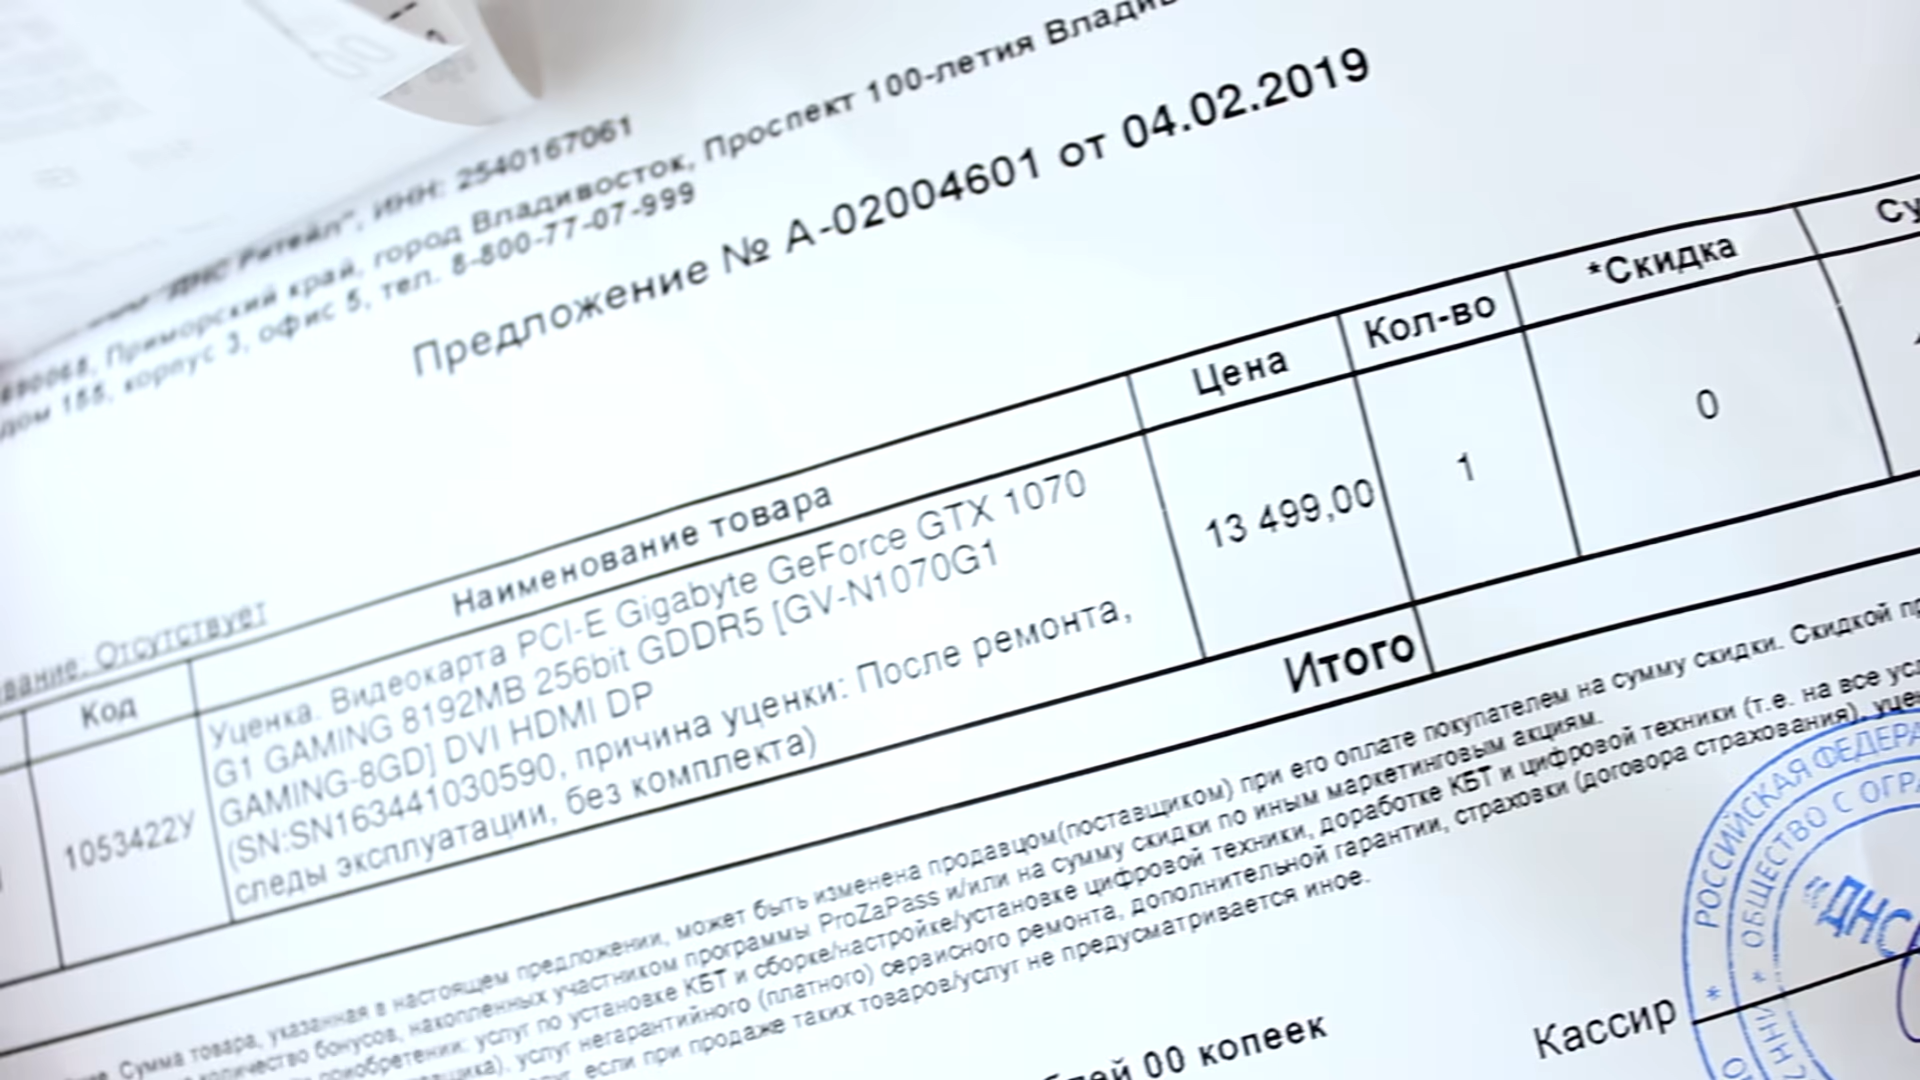 ДНС Ритейл", ИНН: 2540167061
690068, Приморский край, город Владивосток, Проспект 100-летия
дом 155, корпус 3, офис 5, тел. 8-800-77-07-999
Предложение № А-02004601 от 04.02.2019
Отсутствует
Код Наименование товара Цена Кол-во *Скидка
1053422У
Уценка. Видеокарта PCI-E Gigabyte GeForce GTX 1070
G1 GAMING 8192MB 256bit GDDR5 [GV-N1070G1
GAMING-8GD] DVI HDMI DP
(SN:SN163441030590, причина уценки: После ремонта,
следы эксплуатации, без комплекта)
13 499,00 1 0
Итого
Сумма товара, указанная в настоящем предложении, может быть изменена продавцом(поставщиком) при его оплате покупателем на сумму скидки. Скидкой
количество бонусов, накопленных участником программы ProZaPass и/или на сумму скидки по иным маркетинговым акциям.
приобретении: услуг по установке КБТ и сборке/настройке/установке цифровой техники, доработке КБТ и цифровой техники (т.е. на все
услуг негарантийного (платного) сервисного ремонта, дополнительной гарантии, страховки (договора страхования),
если при продаже таких товаров/услуг не предусматривается иное.
00 копеек
Кассир
РОССИЙСКАЯ
ОБЩЕСТВО С
"ДНС